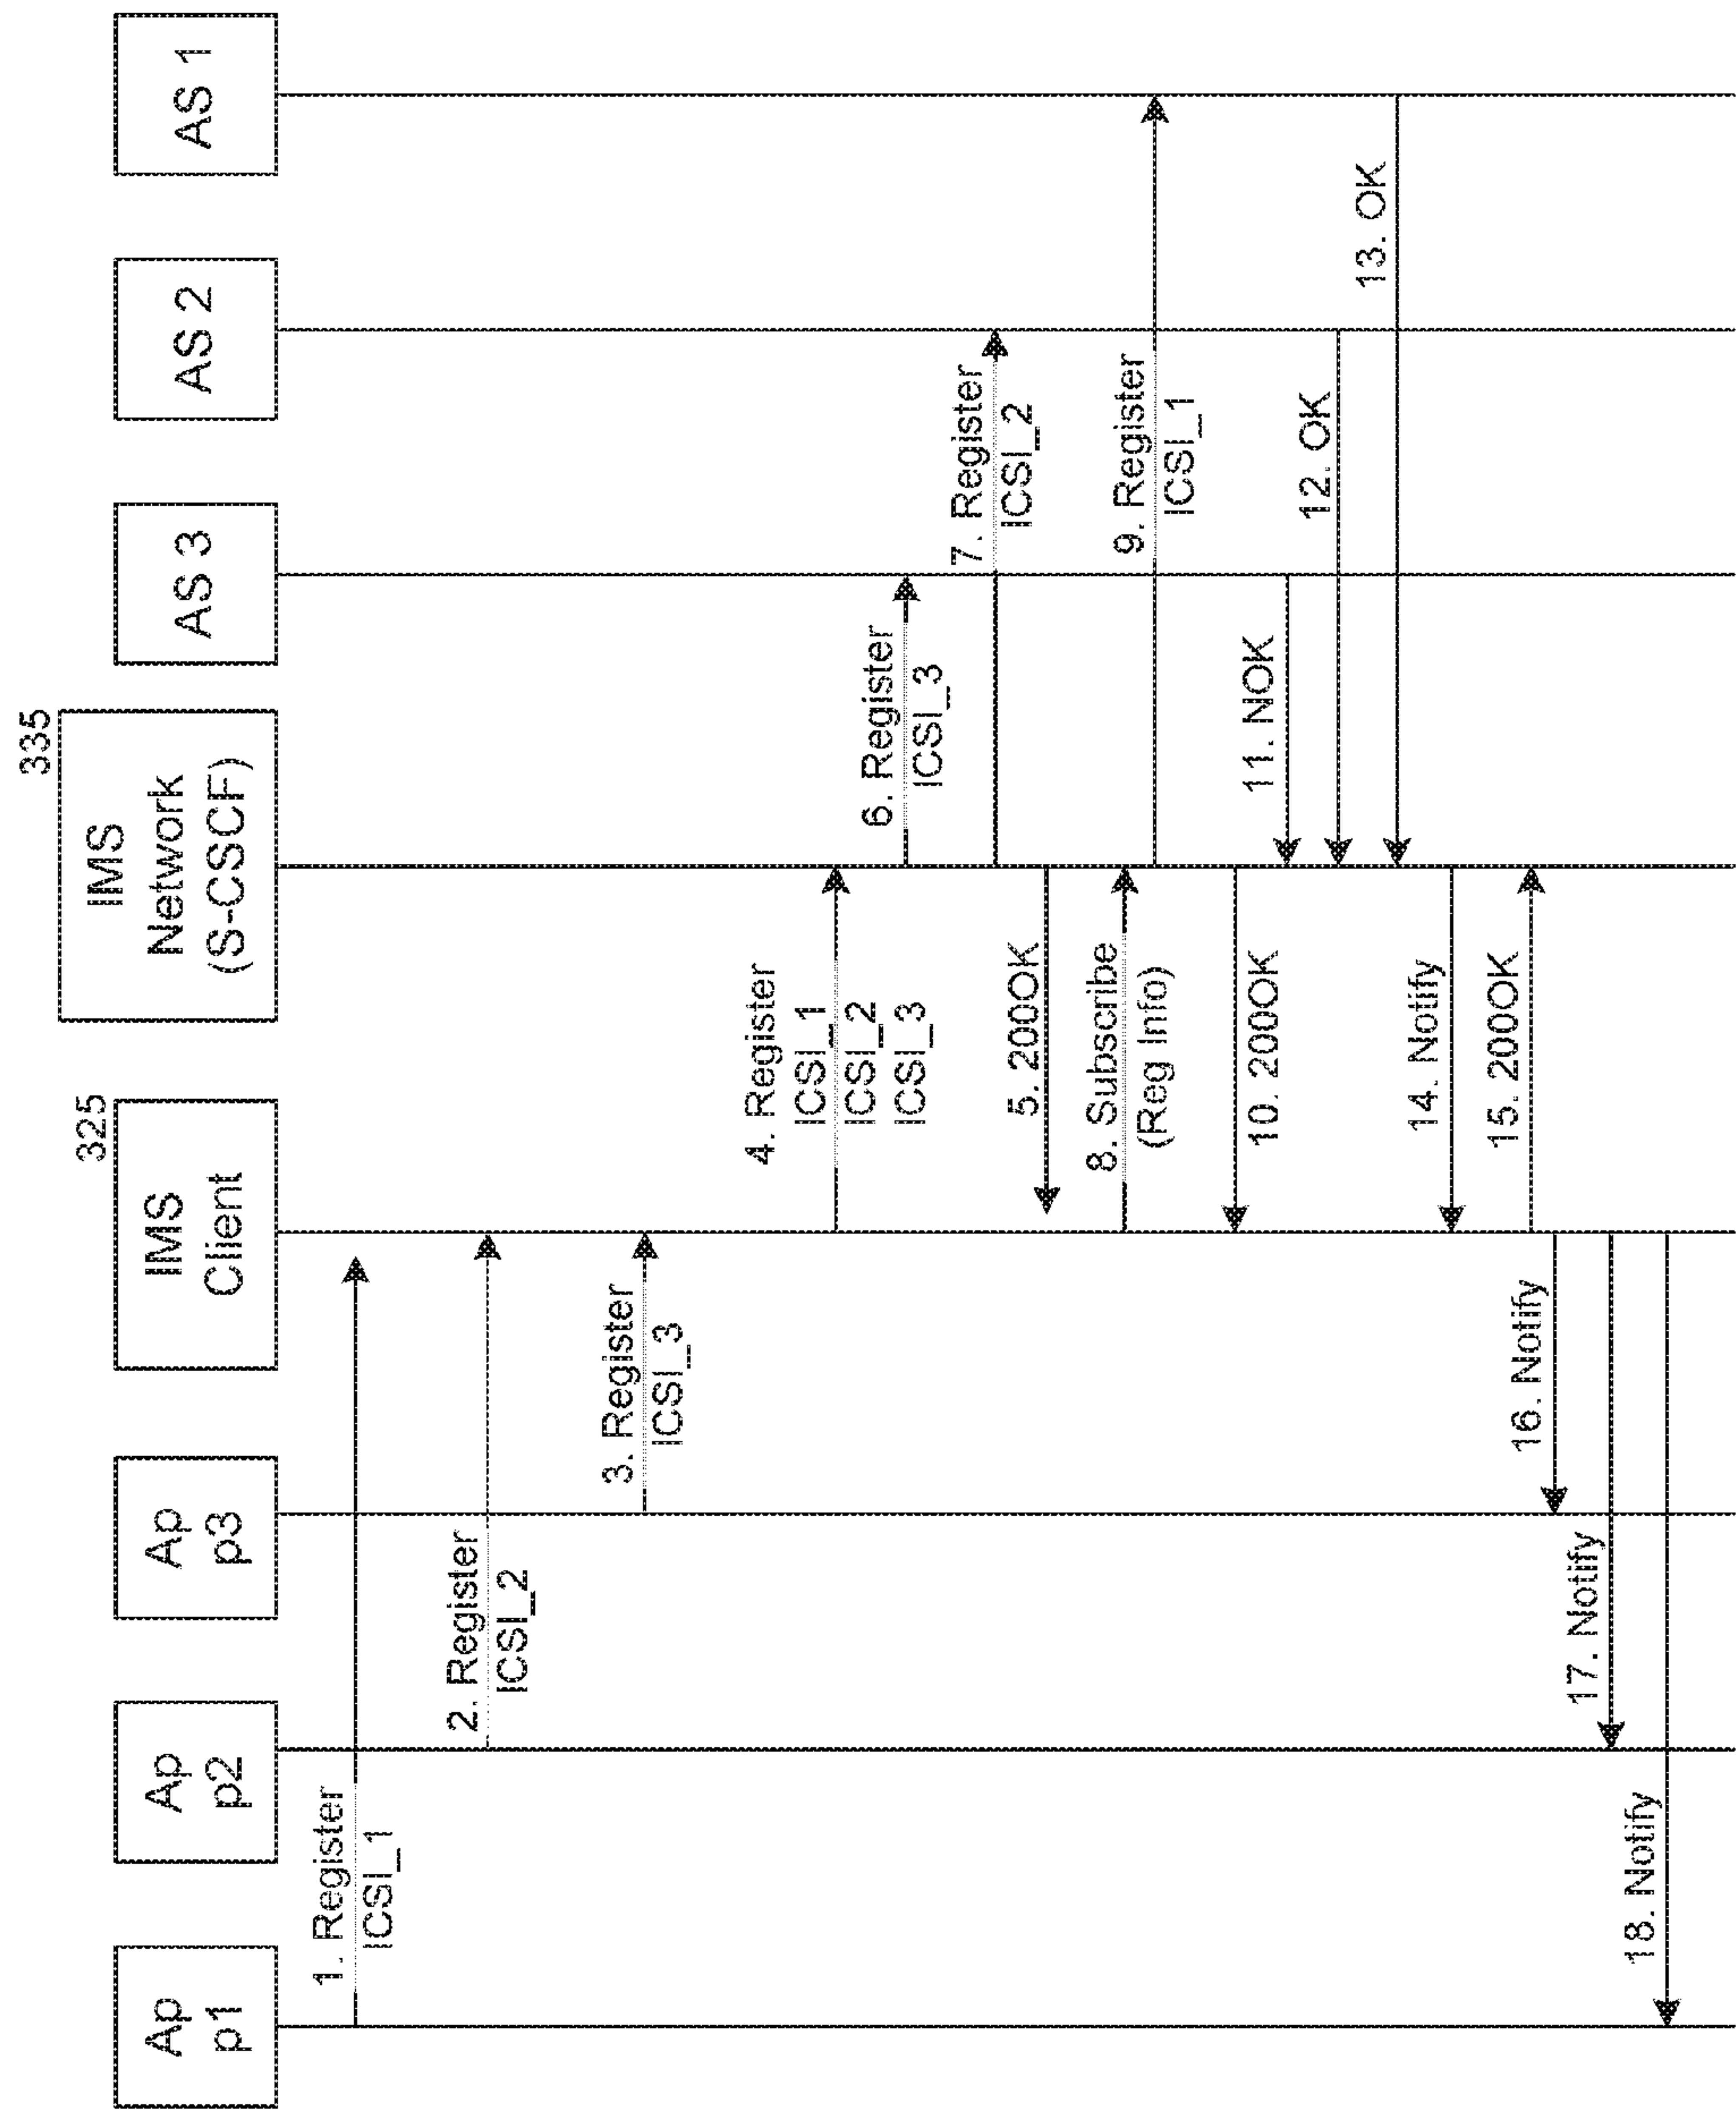 Ap
p1
Ap
p2
Ap
p3
325
IMS
Client
335
IMS
Network
(S-CSCF)
AS 3
AS 2
AS 1
1. Register
ICSI_1
2. Register
ICSI_2
3. Register
ICSI_3
4. Register
ICSI_1
ICSI_2
ICSI_3
6. Register
ICSI_3
7. Register
ICSI_2
5. 200OK
8. Subscribe
(Reg Info)
9. Register
ICSI_1
10. 200OK
11. NOK
12. OK
13. OK
14. Notify
15. 200OK
16. Notify
17. Notify
18. Notify